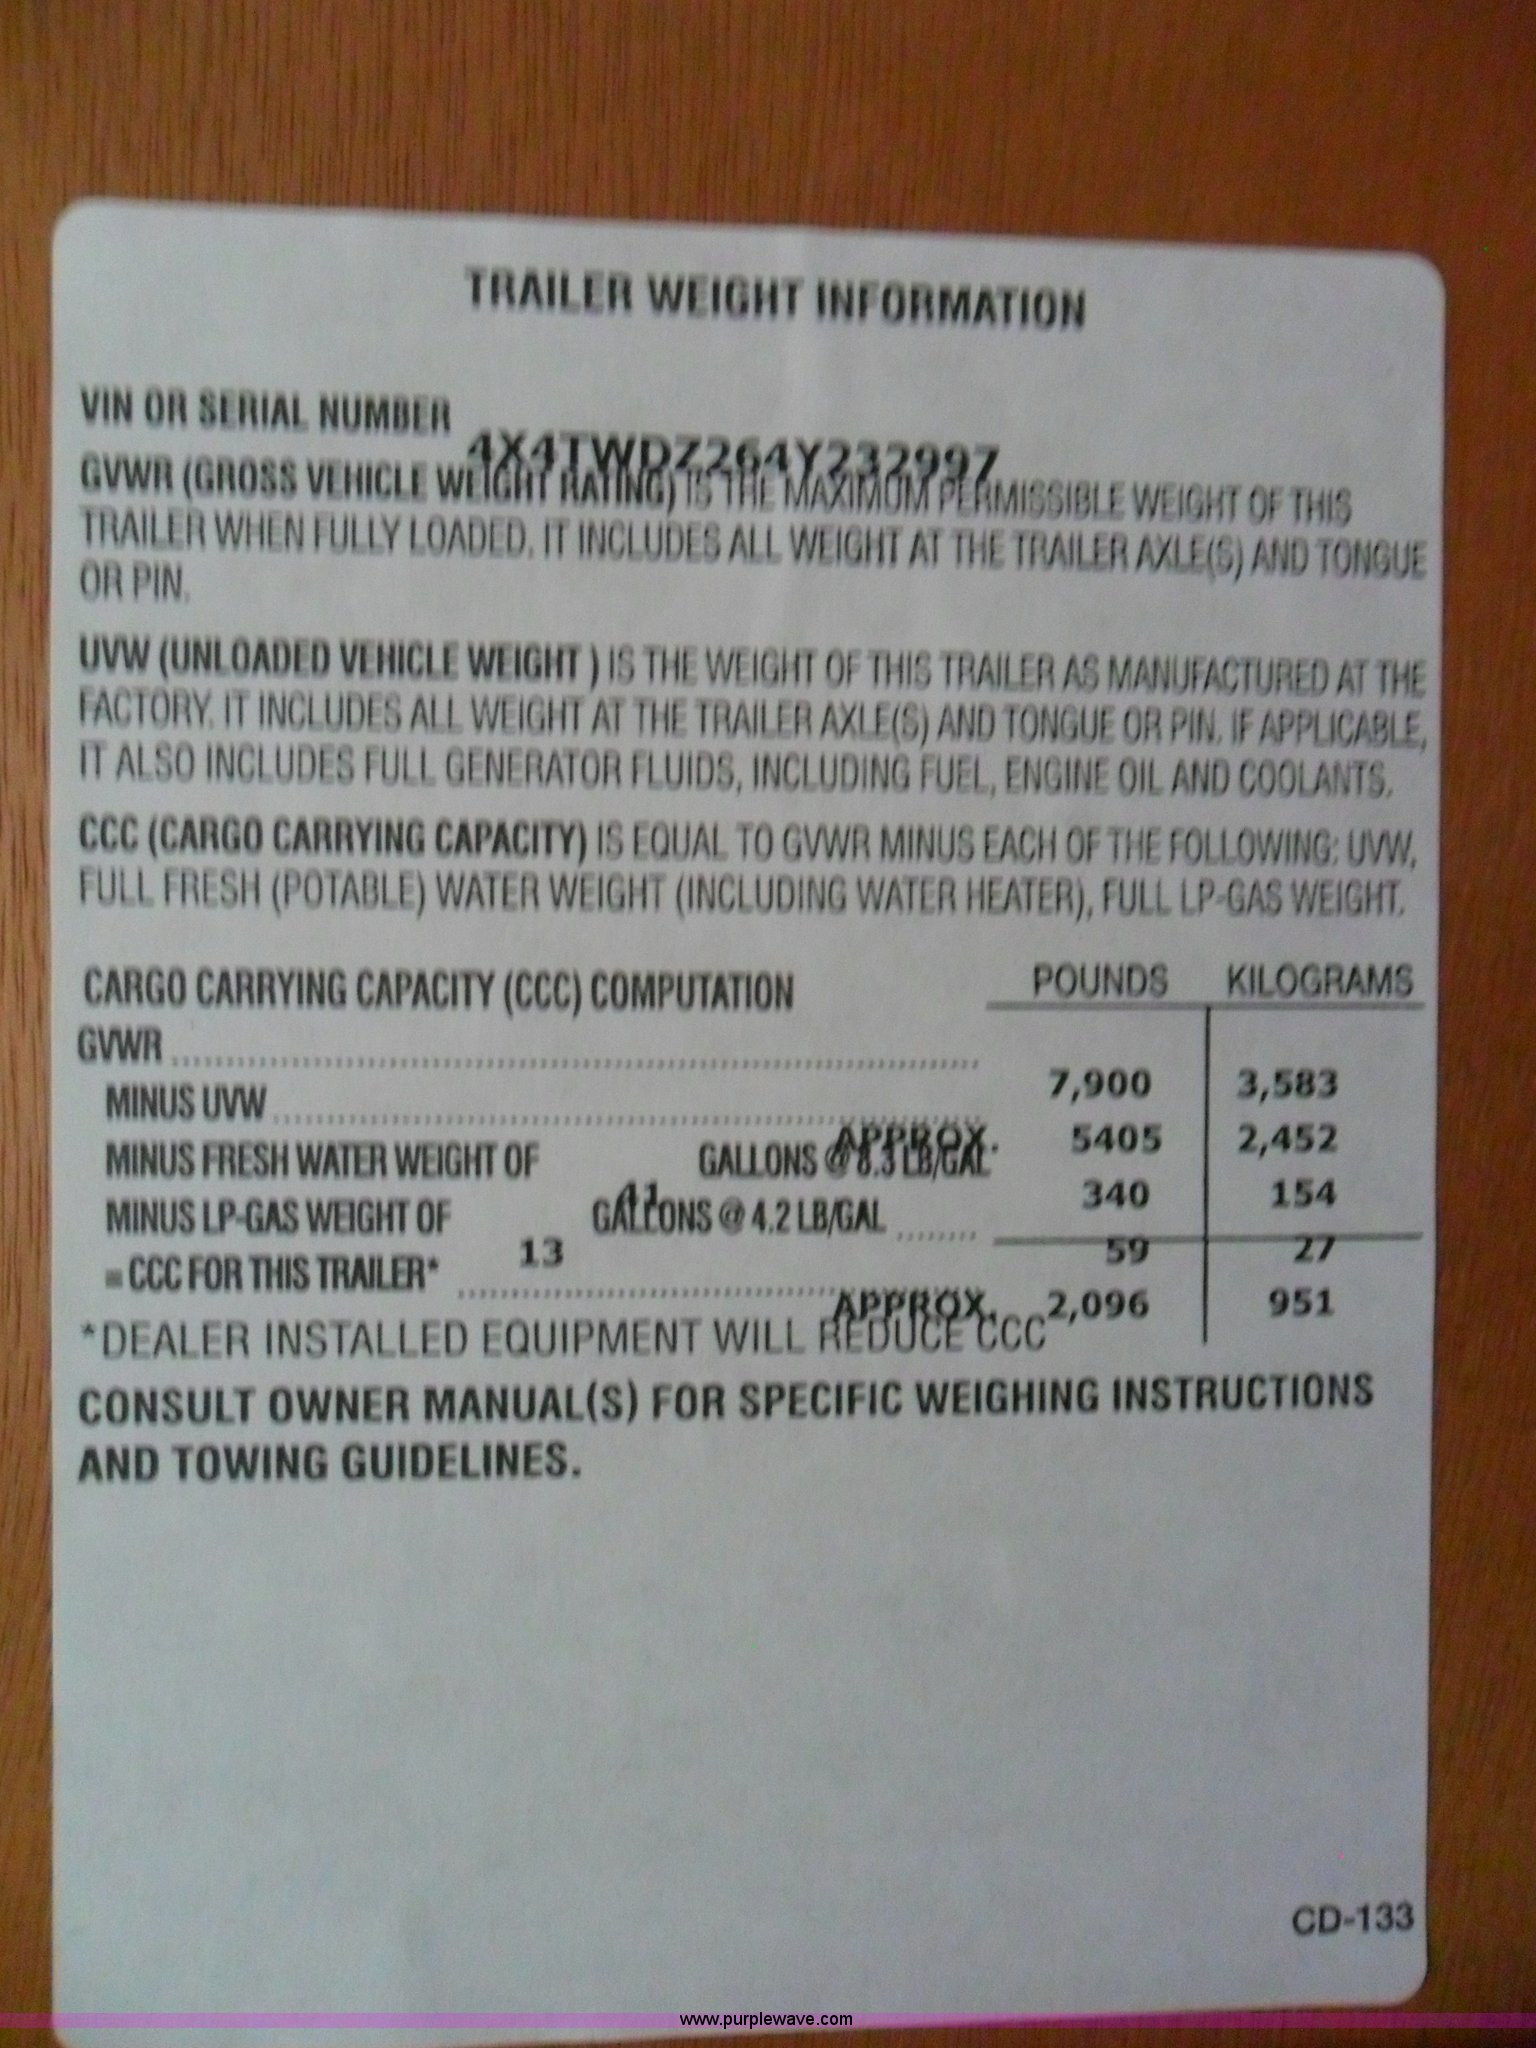 TRAILER WEIGHT INFORMATION
VIN OR SERIAL NUMBER
4X4TWDZ264Y232997
GVWR (GROSS VEHICLE WEIGHT RATING) IS THE MAXIMUM PERMISSIBLE WEIGHT OF THIS
TRAILER WHEN FULLY LOADED. IT INCLUDES ALL WEIGHT AT THE TRAILER AXLE(S) AND TONGUE
OR PIN.
UVW (UNLOADED VEHICLE WEIGHT ) IS THE WEIGHT OF THIS TRAILER AS MANUFACTURED AT THE
FACTORY. IT INCLUDES ALL WEIGHT AT THE TRAILER AXLE(S) AND TONGUE OR PIN. IF APPLICABLE,
IT ALSO INCLUDES FULL GENERATOR FLUIDS, INCLUDING FUEL, ENGINE OIL AND COOLANTS.
CCC (CARGO CARRYING CAPACITY) IS EQUAL TO GVWR MINUS EACH OF THE FOLLOWING: UVW,
FULL FRESH (POTABLE) WATER WEIGHT (INCLUDING WATER HEATER), FULL LP-GAS WEIGHT.
CARGO CARRYING CAPACITY (CCC) COMPUTATION POUNDS KILOGRAMS
GVWR
7,900 3,583
MINUS UVW
APPROX. 5405 2,452
MINUS FRESH WATER WEIGHT OF GALLONS @ 8.3 LB/GAL
41 340 154
MINUS LP-GAS WEIGHT OF GALLONS @ 4.2 LB/GAL
13 59 27
= CCC FOR THIS TRAILER*
APPROX. 2,096 951
*DEALER INSTALLED EQUIPMENT WILL REDUCE CCC
CONSULT OWNER MANUAL(S) FOR SPECIFIC WEIGHING INSTRUCTIONS
AND TOWING GUIDELINES.
CD-133
www.purplewave.com